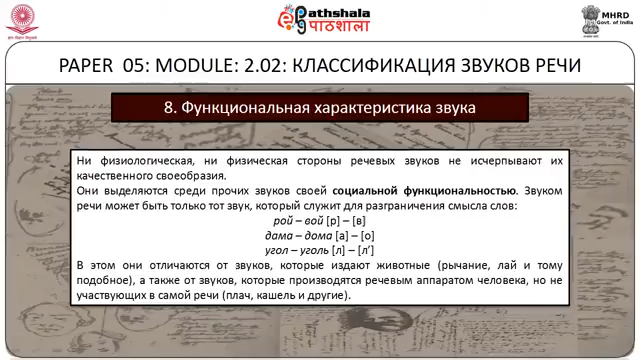 ePathshala
पाठशाला
MHRD
Govt. of India
PAPER 05: MODULE: 2.02: КЛАССИФИКАЦИЯ ЗВУКОВ РЕЧИ
8. Функциональная характеристика звука
Ни физиологическая, ни физическая стороны речевых звуков не исчерпывают их
качественного своеобразия.
Они выделяются среди прочих звуков своей социальной функциональностью. Звуком
речи может быть только тот звук, который служит для разграничения смысла слов:
рой – вой [р] – [в]
дама – дома [а] – [о]
угол – уголь [л] – [л’]
В этом они отличаются от звуков, которые издают животные (рычание, лай и тому
подобное), а также от звуков, которые производятся речевым аппаратом человека, но не
участвующих в самой речи (плач, кашель и другие).